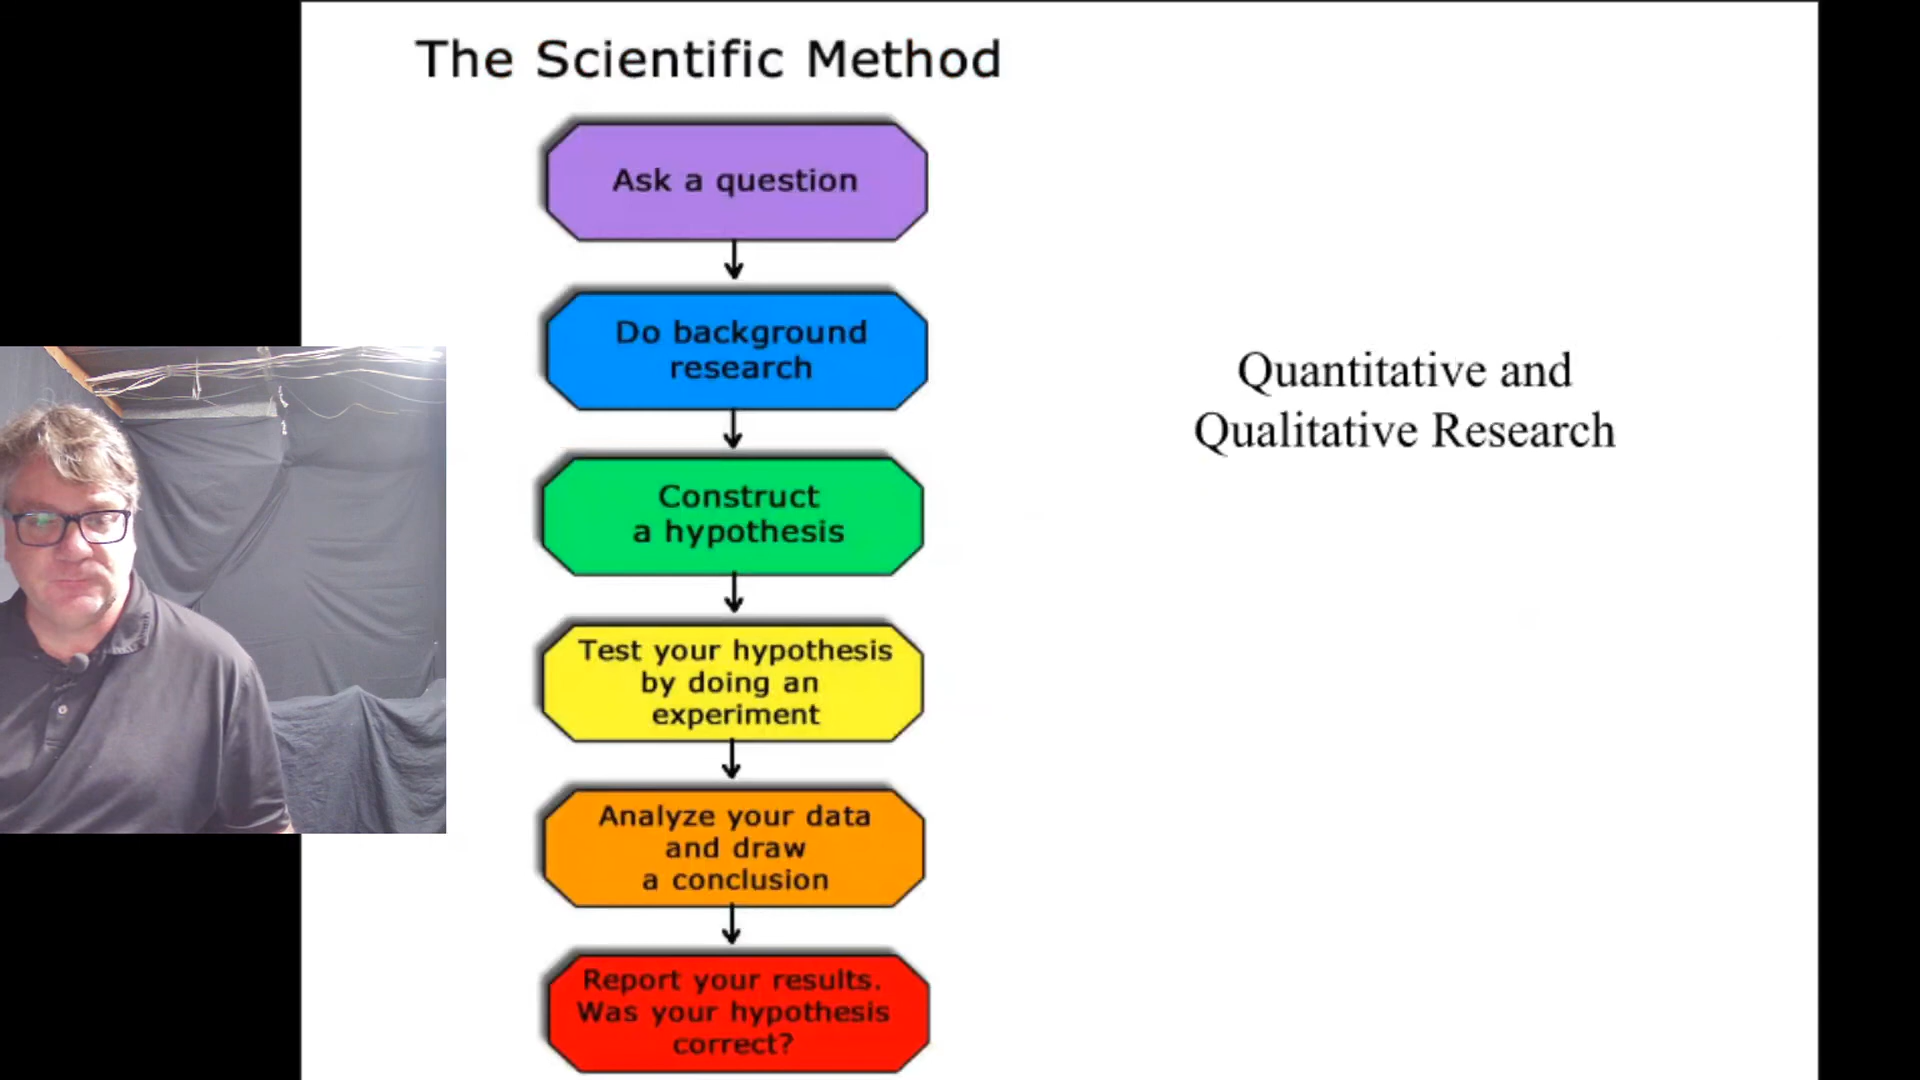 The Scientific Method
Ask a question
Do background
research
Construct
a hypothesis
Test your hypothesis
by doing an
experiment
Analyze your data
and draw
a conclusion
Report your results.
Was your hypothesis
correct?
Quantitative and
Qualitative Research